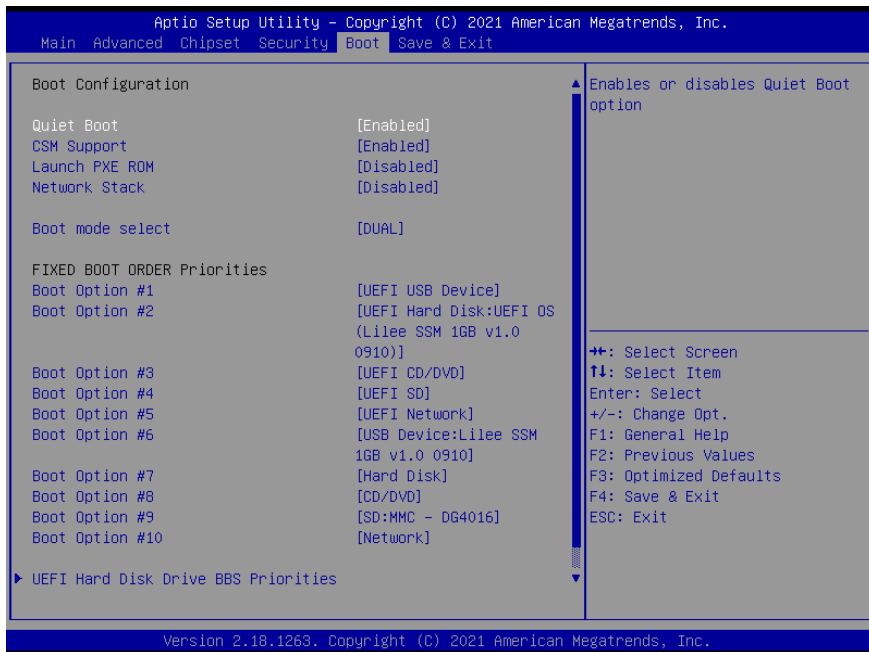 Aptio Setup Utility – Copyright (C) 2021 American Megatrends, Inc.
Main Advanced Chipset Security Boot Save & Exit
Boot Configuration
Quiet Boot [Enabled]
CSM Support [Enabled]
Launch PXE ROM [Disabled]
Network Stack [Disabled]
Boot mode select [DUAL]
FIXED BOOT ORDER Priorities
Boot Option #1 [UEFI USB Device]
Boot Option #2 [UEFI Hard Disk:UEFI OS
(Lilee SSM 1GB v1.0
0910)]
Boot Option #3 [UEFI CD/DVD]
Boot Option #4 [UEFI SD]
Boot Option #5 [UEFI Network]
Boot Option #6 [USB Device:Lilee SSM
1GB v1.0 0910]
Boot Option #7 [Hard Disk]
Boot Option #8 [CD/DVD]
Boot Option #9 [SD:MMC – DG4016]
Boot Option #10 [Network]
UEFI Hard Disk Drive BBS Priorities
Enables or disables Quiet Boot
option
→←: Select Screen
↑↓: Select Item
Enter: Select
+/–: Change Opt.
F1: General Help
F2: Previous Values
F3: Optimized Defaults
F4: Save & Exit
ESC: Exit
Version 2.18.1263. Copyright (C) 2021 American Megatrends, Inc.